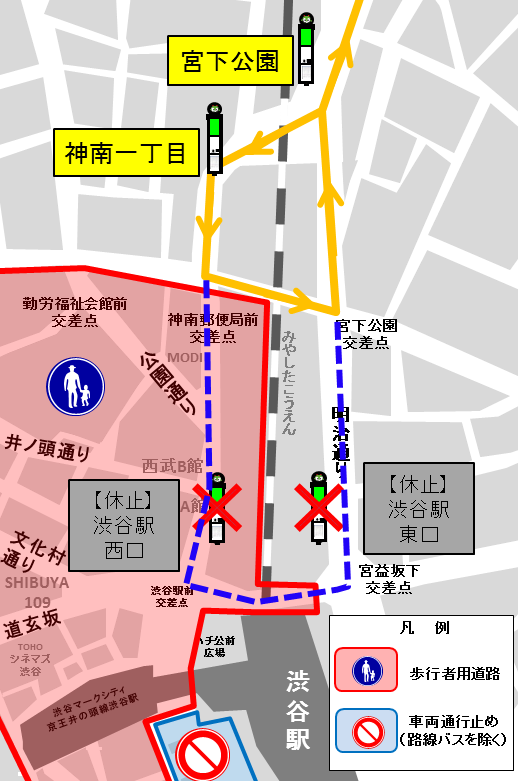 宮下公園
神南一丁目
勤労福祉会館前
交差点
神南郵便局前
交差点
宮下公園
交差点
MODI
公園通り
みやしたこうえん
明治通り
井ノ頭通り
西武B館
A館
【休止】
渋谷駅
西口
【休止】
渋谷駅
東口
文化村
通り
SHIBUYA
109
道玄坂
渋谷駅前
交差点
宮益坂下
交差点
TOHO
シネマズ
渋谷
ハチ公前
広場
渋谷マークシティ
京王井の頭線渋谷駅
渋谷駅
凡 例
歩行者用道路
車両通行止め
(路線バスを除く)